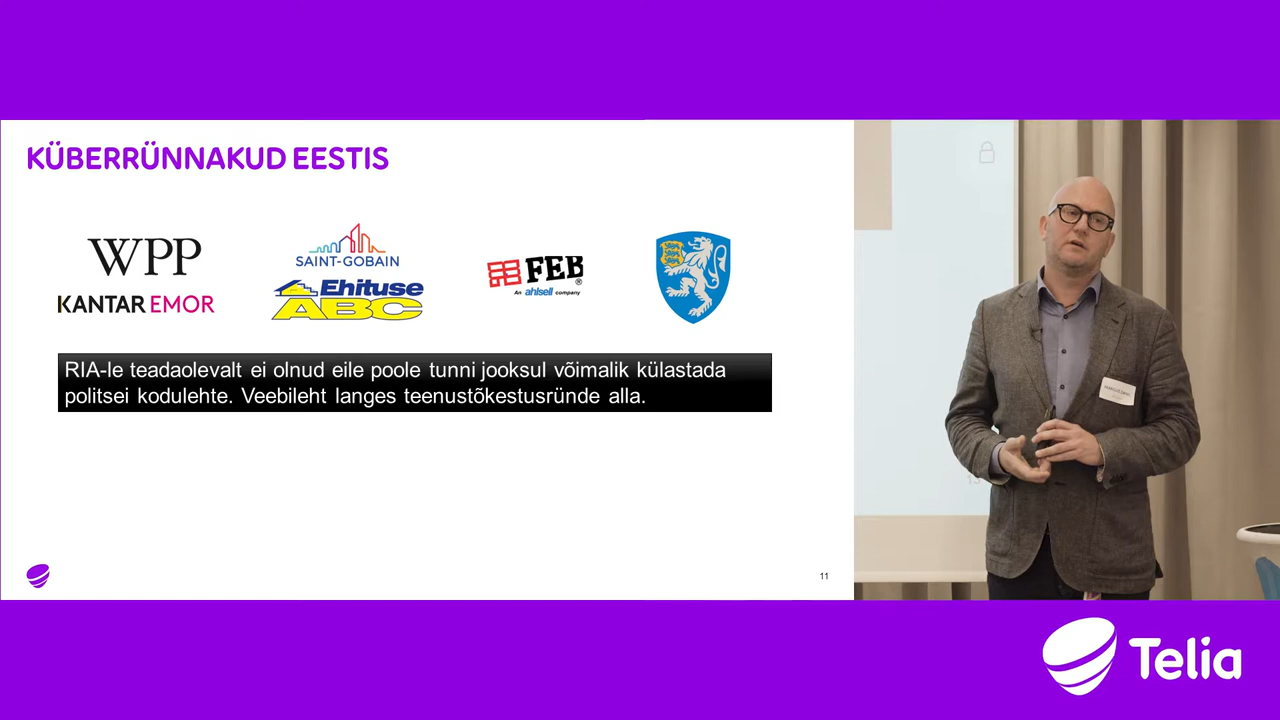 KÜBERRÜNNAKUD EESTIS
WPP
KANTAR EMOR
SAINT-GOBAIN
Ehituse
ABC
FEB
®
An ahlsell company
RIA-le teadaolevalt ei olnud eile poole tunni jooksul võimalik külastada
politsei kodulehte. Veebileht langes teenustõkestusründe alla.
11
Telia